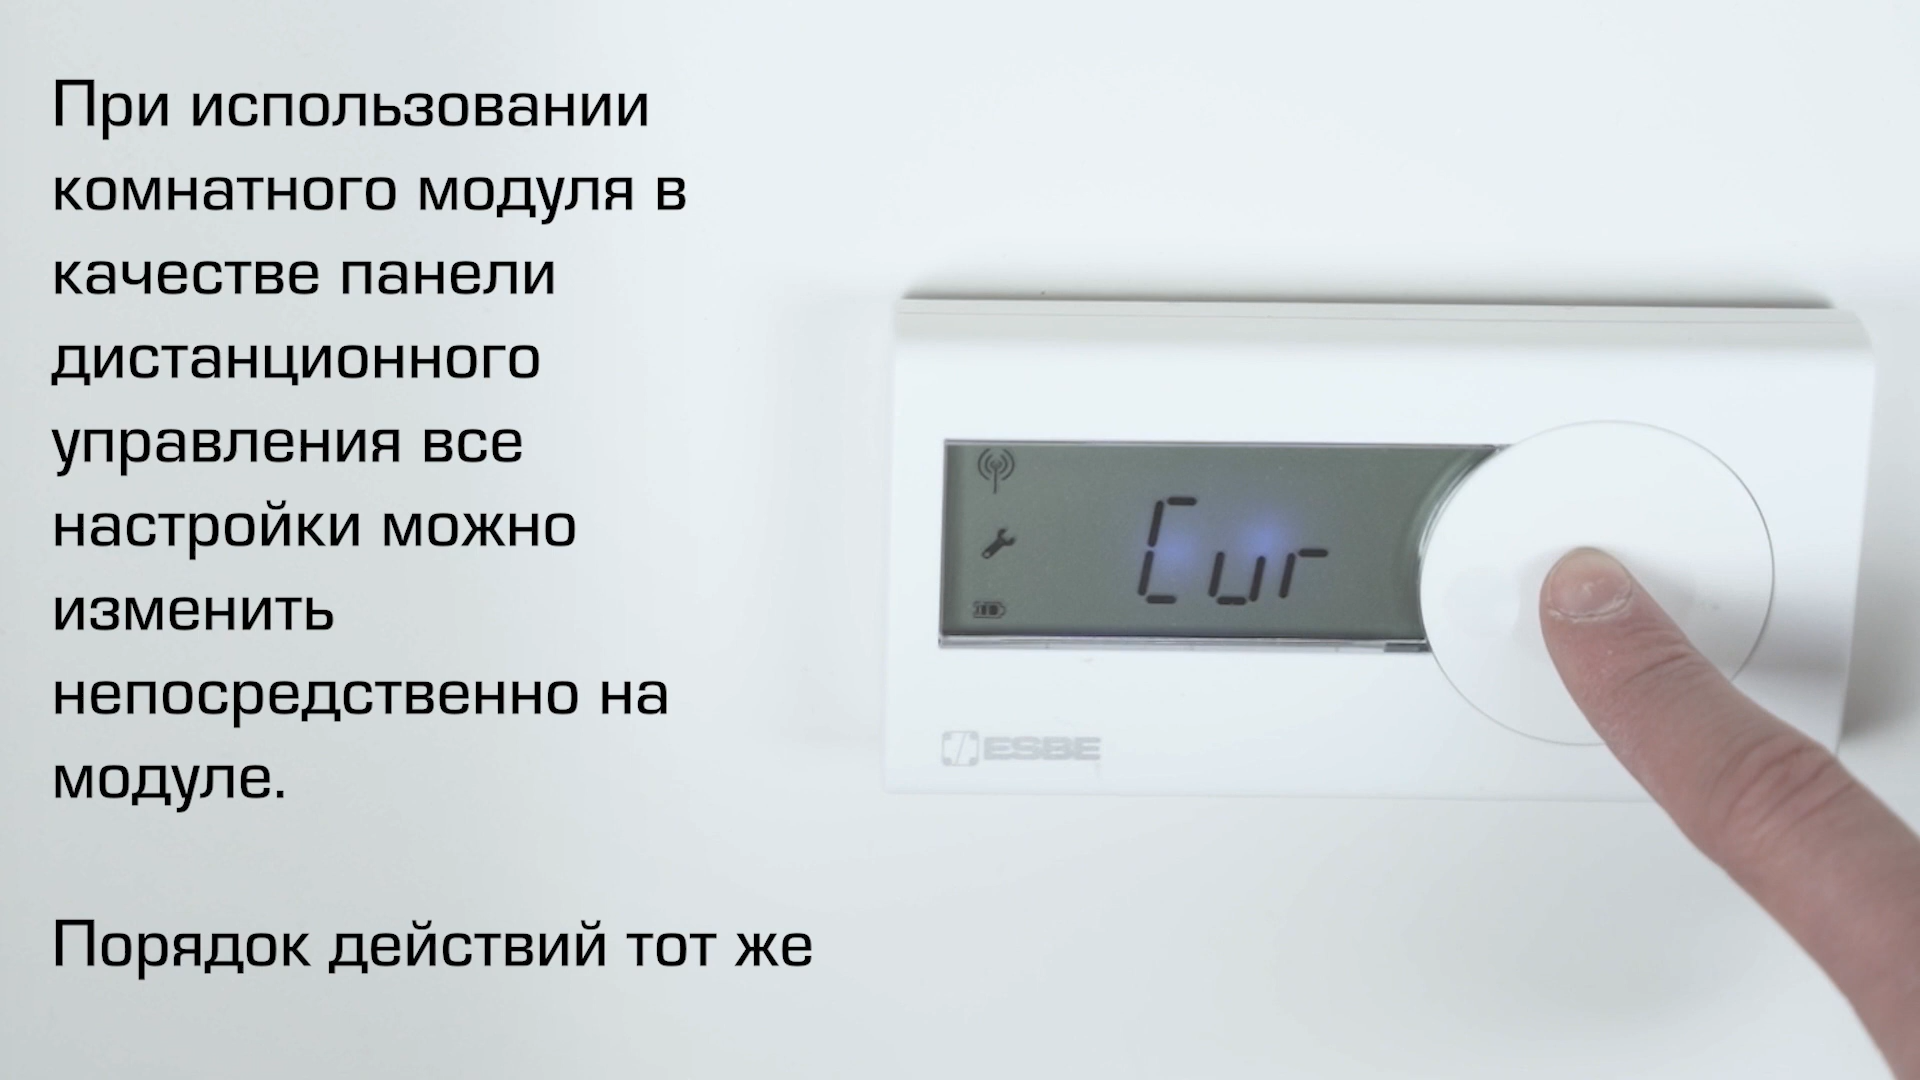 При использовании
комнатного модуля в
качестве панели
дистанционного
управления все
настройки можно
изменить
непосредственно на
модуле.
Порядок действий тот же
Cur
ESBE